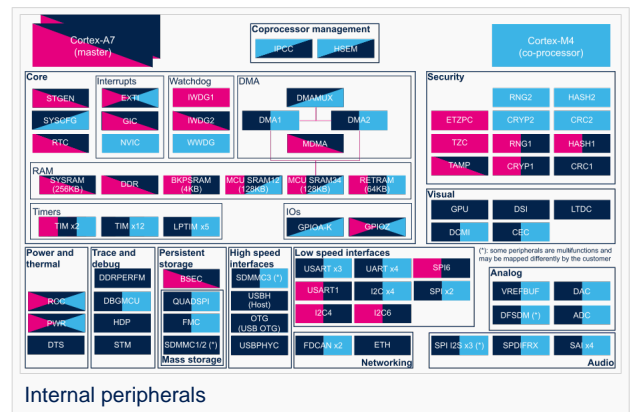 Cortex-A7
(master)
Coprocessor management
IPCC
HSEM
Cortex-M4
(co-processor)
Core
STGEN
SYSCFG
RTC
Interrupts
EXTI
GIC
NVIC
Watchdog
IWDG1
IWDG2
WWDG
DMA
DMAMUX
DMA1
DMA2
MDMA
Security
RNG2
HASH2
ETZPC
CRYP2
CRC2
TZC
RNG1
HASH1
TAMP
CRYP1
CRC1
RAM
SYSRAM
(256KB)
DDR
BKPSRAM
(4KB)
MCU SRAM12
(128KB)
MCU SRAM34
(128KB)
RETRAM
(64KB)
Timers
TIM x2
TIM x12
LPTIM x5
IOs
GPIOA-K
GPIOZ
Visual
GPU
DSI
LTDC
DCMI
CEC
Power and
thermal
RCC
PWR
DTS
Trace and
debug
DDRPERFM
DBGMCU
HDP
STM
Persistent
storage
BSEC
QUADSPI
FMC
SDMMC1/2 (*)
Mass storage
High speed
interfaces
SDMMC3 (*)
USBH
(Host)
OTG
(USB OTG)
USBPHYC
Low speed interfaces
USART x3
UART x4
SPI6
USART1
I2C x4
SPI x2
I2C4
I2C6
FDCAN x2
ETH
Networking
(*): some peripherals are multifunctions and
may be mapped differently by the customer
Analog
VREFBUF
DAC
DFSDM (*)
ADC
SPI I2S x3 (*)
SPDIFRX
SAI x4
Audio
Internal peripherals